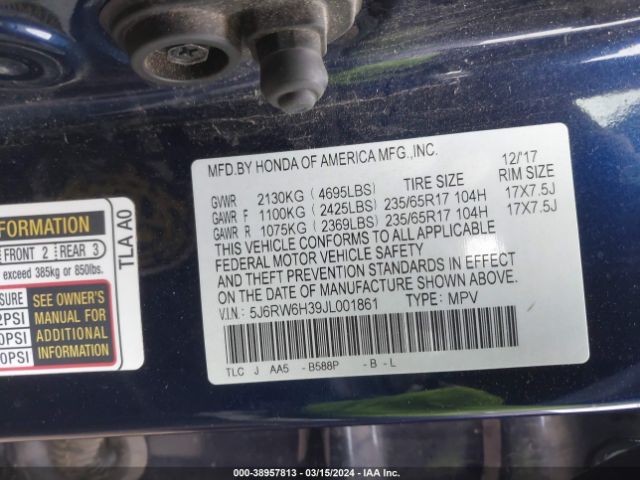 MFD.BY HONDA OF AMERICA MFG.,INC.
12/'17
GVWR 2130KG (4695LBS) TIRE SIZE RIM SIZE
GAWR F 1100KG (2425LBS) 235/65R17 104H 17X7.5J
GAWR R 1075KG (2369LBS) 235/65R17 104H 17X7.5J
THIS VEHICLE CONFORMS TO ALL APPLICABLE
FEDERAL MOTOR VEHICLE SAFETY
AND THEFT PREVENTION STANDARDS IN EFFECT
ON THE DATE OF MANUFACTURE SHOWN ABOVE.
V.I.N: 5J6RW6H39JL001861 TYPE: MPV
TLC J AA5 - B588P - B - L
FRONT 2 REAR 3
exceed 385kg or 850lbs.
SEE OWNER'S
MANUAL FOR
ADDITIONAL
INFORMATION
TLA A0
000-38957813 - 03/15/2024 - IAA Inc.